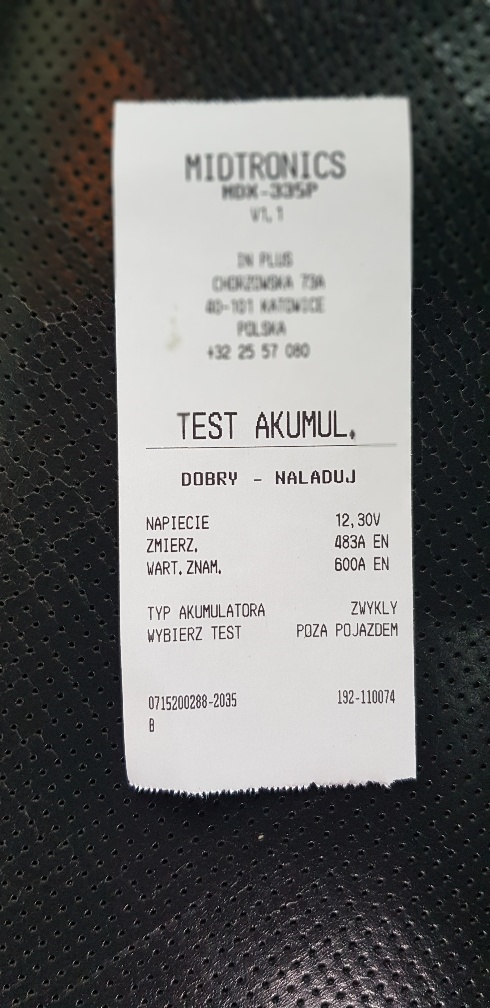 MIDTRONICS
MDX-335P
V1.1
IN PLUS
CHORZOWSKA 73A
40-101 KATOWICE
POLSKA
+32 25 57 080
TEST AKUMUL.
DOBRY - NALADUJ
NAPIECIE 12,30V
ZMIERZ. 483A EN
WART.ZNAM. 600A EN
TYP AKUMULATORA ZWYKLY
WYBIERZ TEST POZA POJAZDEM
0715200288-2035 192-110074
B